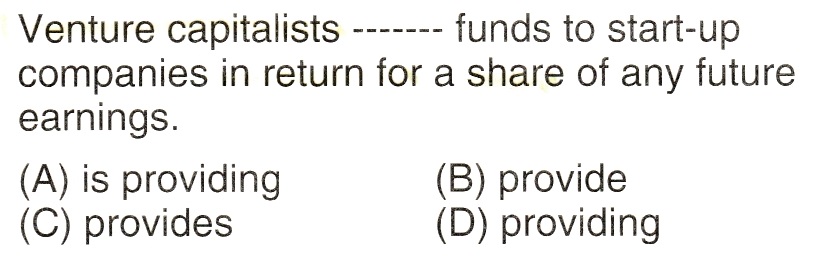 Venture capitalists ------- funds to start-up
companies in return for a share of any future
earnings.
(A) is providing (B) provide
(C) provides (D) providing